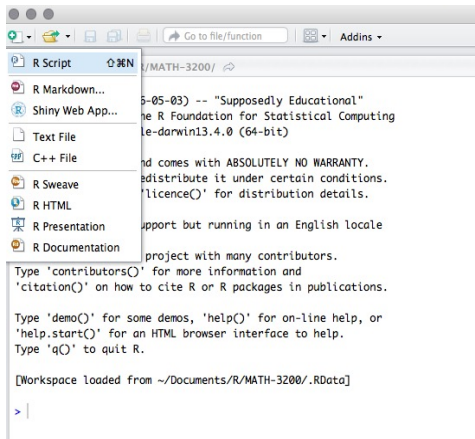 Go to file/function
Addins
R Script ⇧⌘N
R Markdown...
Shiny Web App...
Text File
C++ File
R Sweave
R HTML
R Presentation
R Documentation
/MATH-3200/
6-05-03) -- "Supposedly Educational"
he R Foundation for Statistical Computing
le-darwin13.4.0 (64-bit)
nd comes with ABSOLUTELY NO WARRANTY.
edistribute it under certain conditions.
'licence()' for distribution details.
upport but running in an English locale
project with many contributors.
Type 'contributors()' for more information and
'citation()' on how to cite R or R packages in publications.
Type 'demo()' for some demos, 'help()' for on-line help, or
'help.start()' for an HTML browser interface to help.
Type 'q()' to quit R.
[Workspace loaded from ~/Documents/R/MATH-3200/.RData]
>